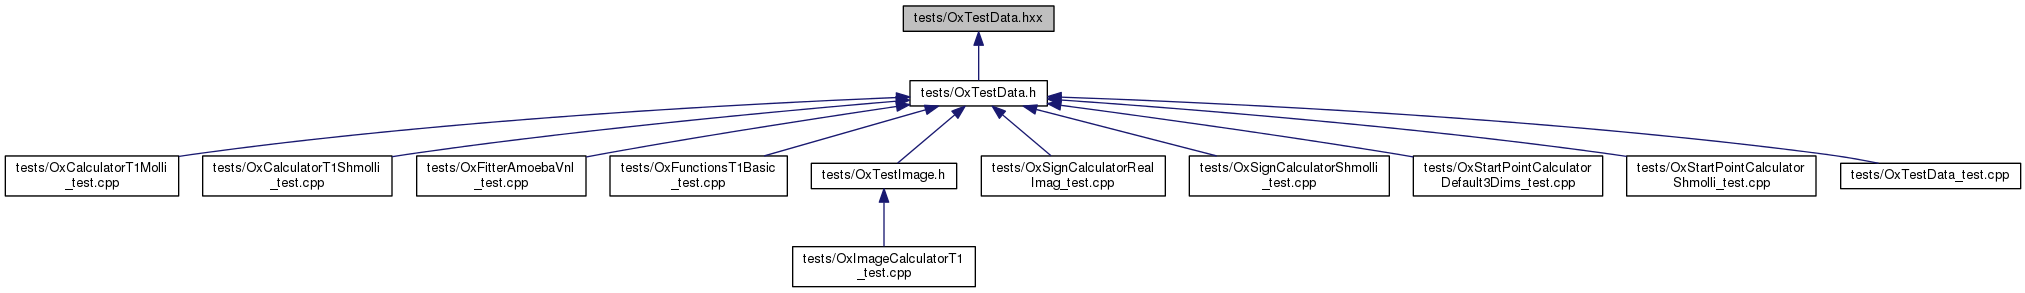 tests/OxTestData.hxx
tests/OxTestData.h
tests/OxCalculatorT1Molli
_test.cpp
tests/OxCalculatorT1Shmolli
_test.cpp
tests/OxFitterAmoebaVnl
_test.cpp
tests/OxFunctionsT1Basic
_test.cpp
tests/OxTestImage.h
tests/OxSignCalculatorReal
Imag_test.cpp
tests/OxSignCalculatorShmolli
_test.cpp
tests/OxStartPointCalculator
Default3Dims_test.cpp
tests/OxStartPointCalculator
Shmolli_test.cpp
tests/OxTestData_test.cpp
tests/OxImageCalculatorT1
_test.cpp